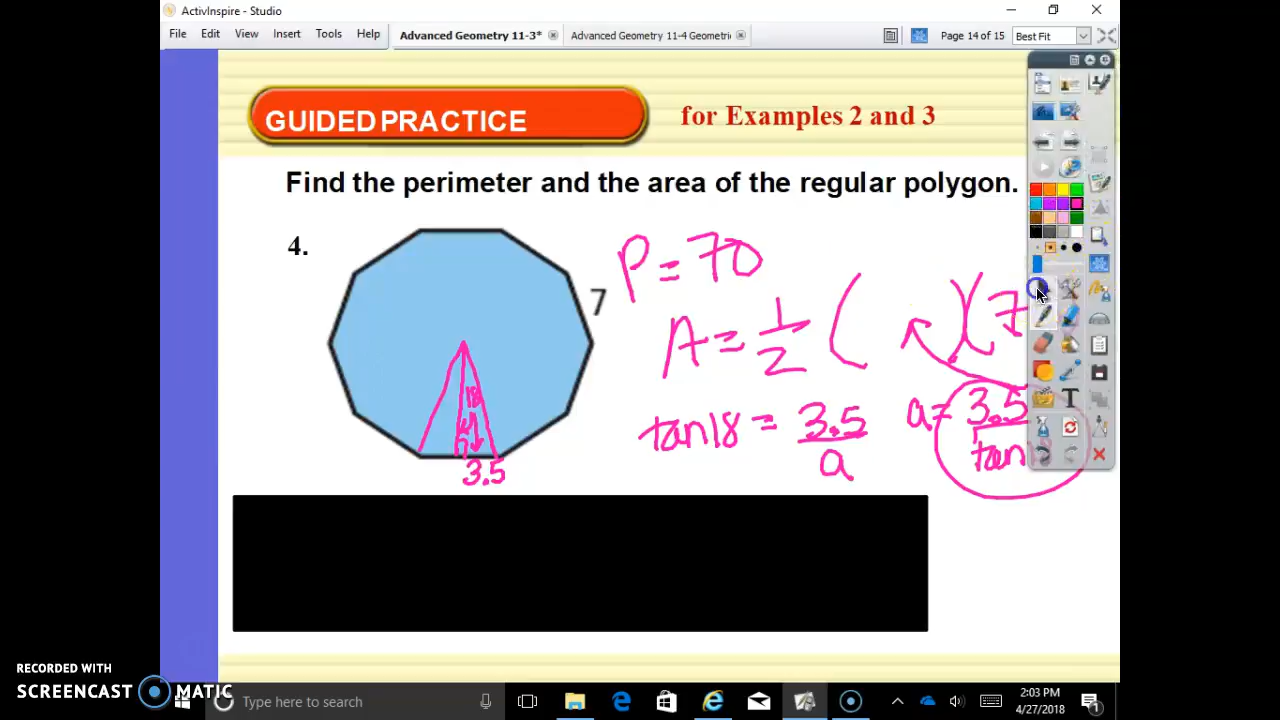 ActivInspire - Studio
File Edit View Insert Tools Help
Advanced Geometry 11-3* Advanced Geometry 11-4 Geometri
Page 14 of 15 Best Fit
GUIDED PRACTICE for Examples 2 and 3
Find the perimeter and the area of the regular polygon.
4.
7
P = 70
A = 1/2 ( )(7
18
3.5
tan18 = 3.5/a a = 3.5/tan
RECORDED WITH
SCREENCAST MATIC
Type here to search
2:03 PM
4/27/2018
1